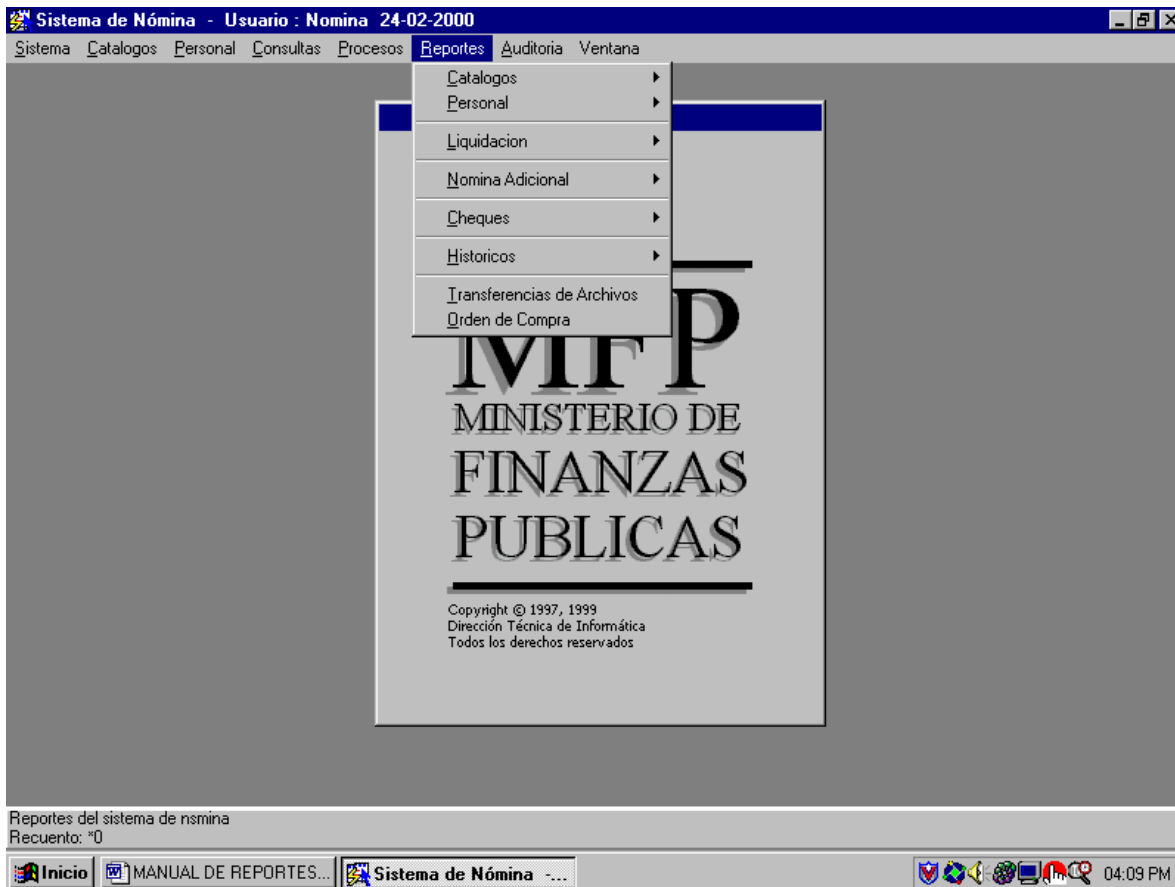 Sistema de Nómina - Usuario : Nomina 24-02-2000
Sistema Catalogos Personal Consultas Procesos Reportes Auditoria Ventana
Catalogos
Personal
Liquidacion
Nomina Adicional
Cheques
Historicos
Transferencias de Archivos
Orden de Compra
MFP
MINISTERIO DE
FINANZAS
PUBLICAS
Copyright © 1997, 1999
Dirección Técnica de Informática
Todos los derechos reservados
Reportes del sistema de nsmina
Recuento: *0
Inicio MANUAL DE REPORTES... Sistema de Nómina -... 04:09 PM